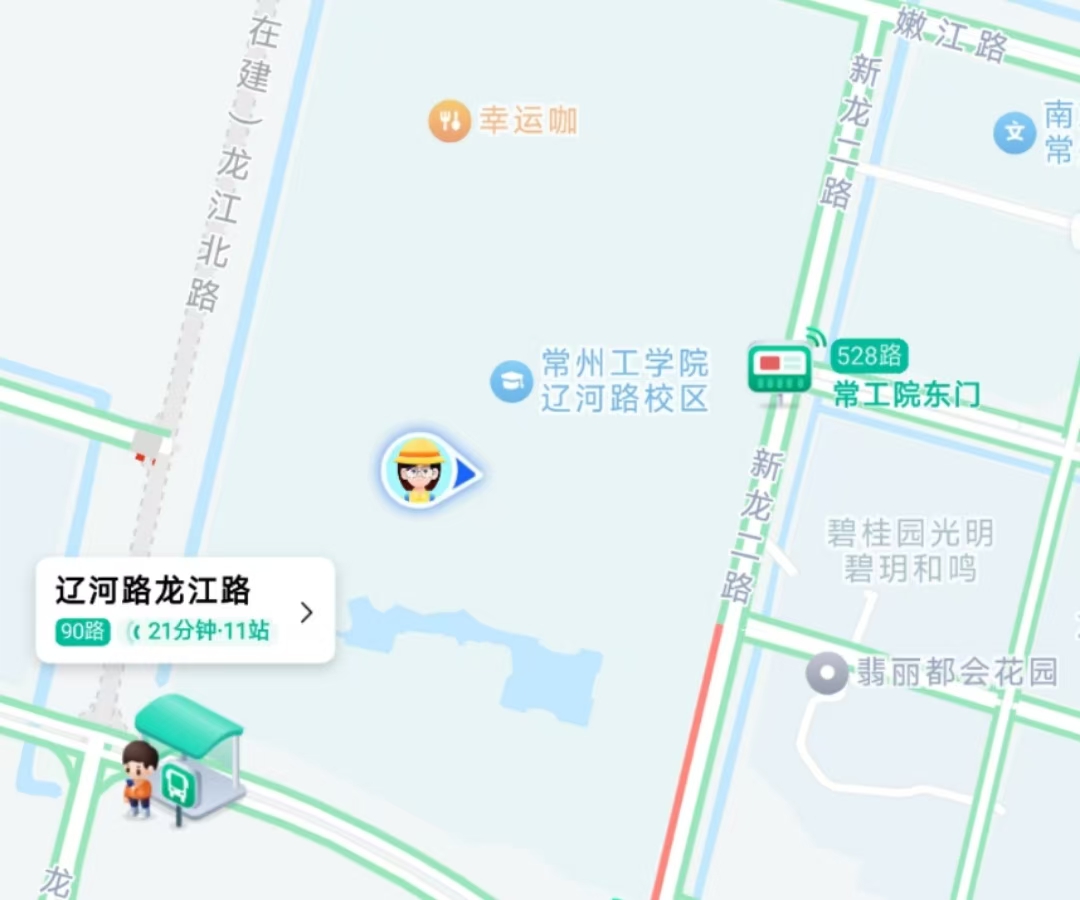 在建）龙江北路
嫩江路
新龙二路
幸运咖
南
常
常州工学院
辽河路校区
528路
常工院东门
新龙二路
碧桂园光明
碧玥和鸣
辽河路龙江路
90路 21分钟·11站
翡丽都会花园
龙